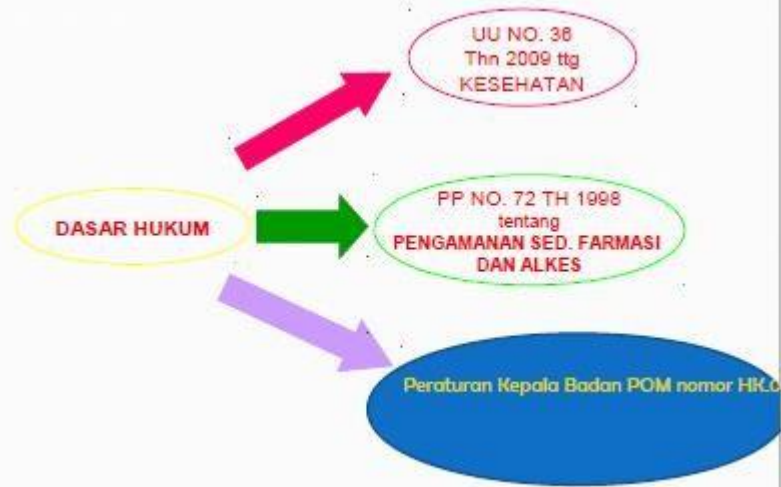 UU NO. 36
Thn 2009 ttg
KESEHATAN
DASAR HUKUM
PP NO. 72 TH 1998
tentang
PENGAMANAN SED. FARMASI
DAN ALKES
Peraturan Kepala Badan POM nomor HK.